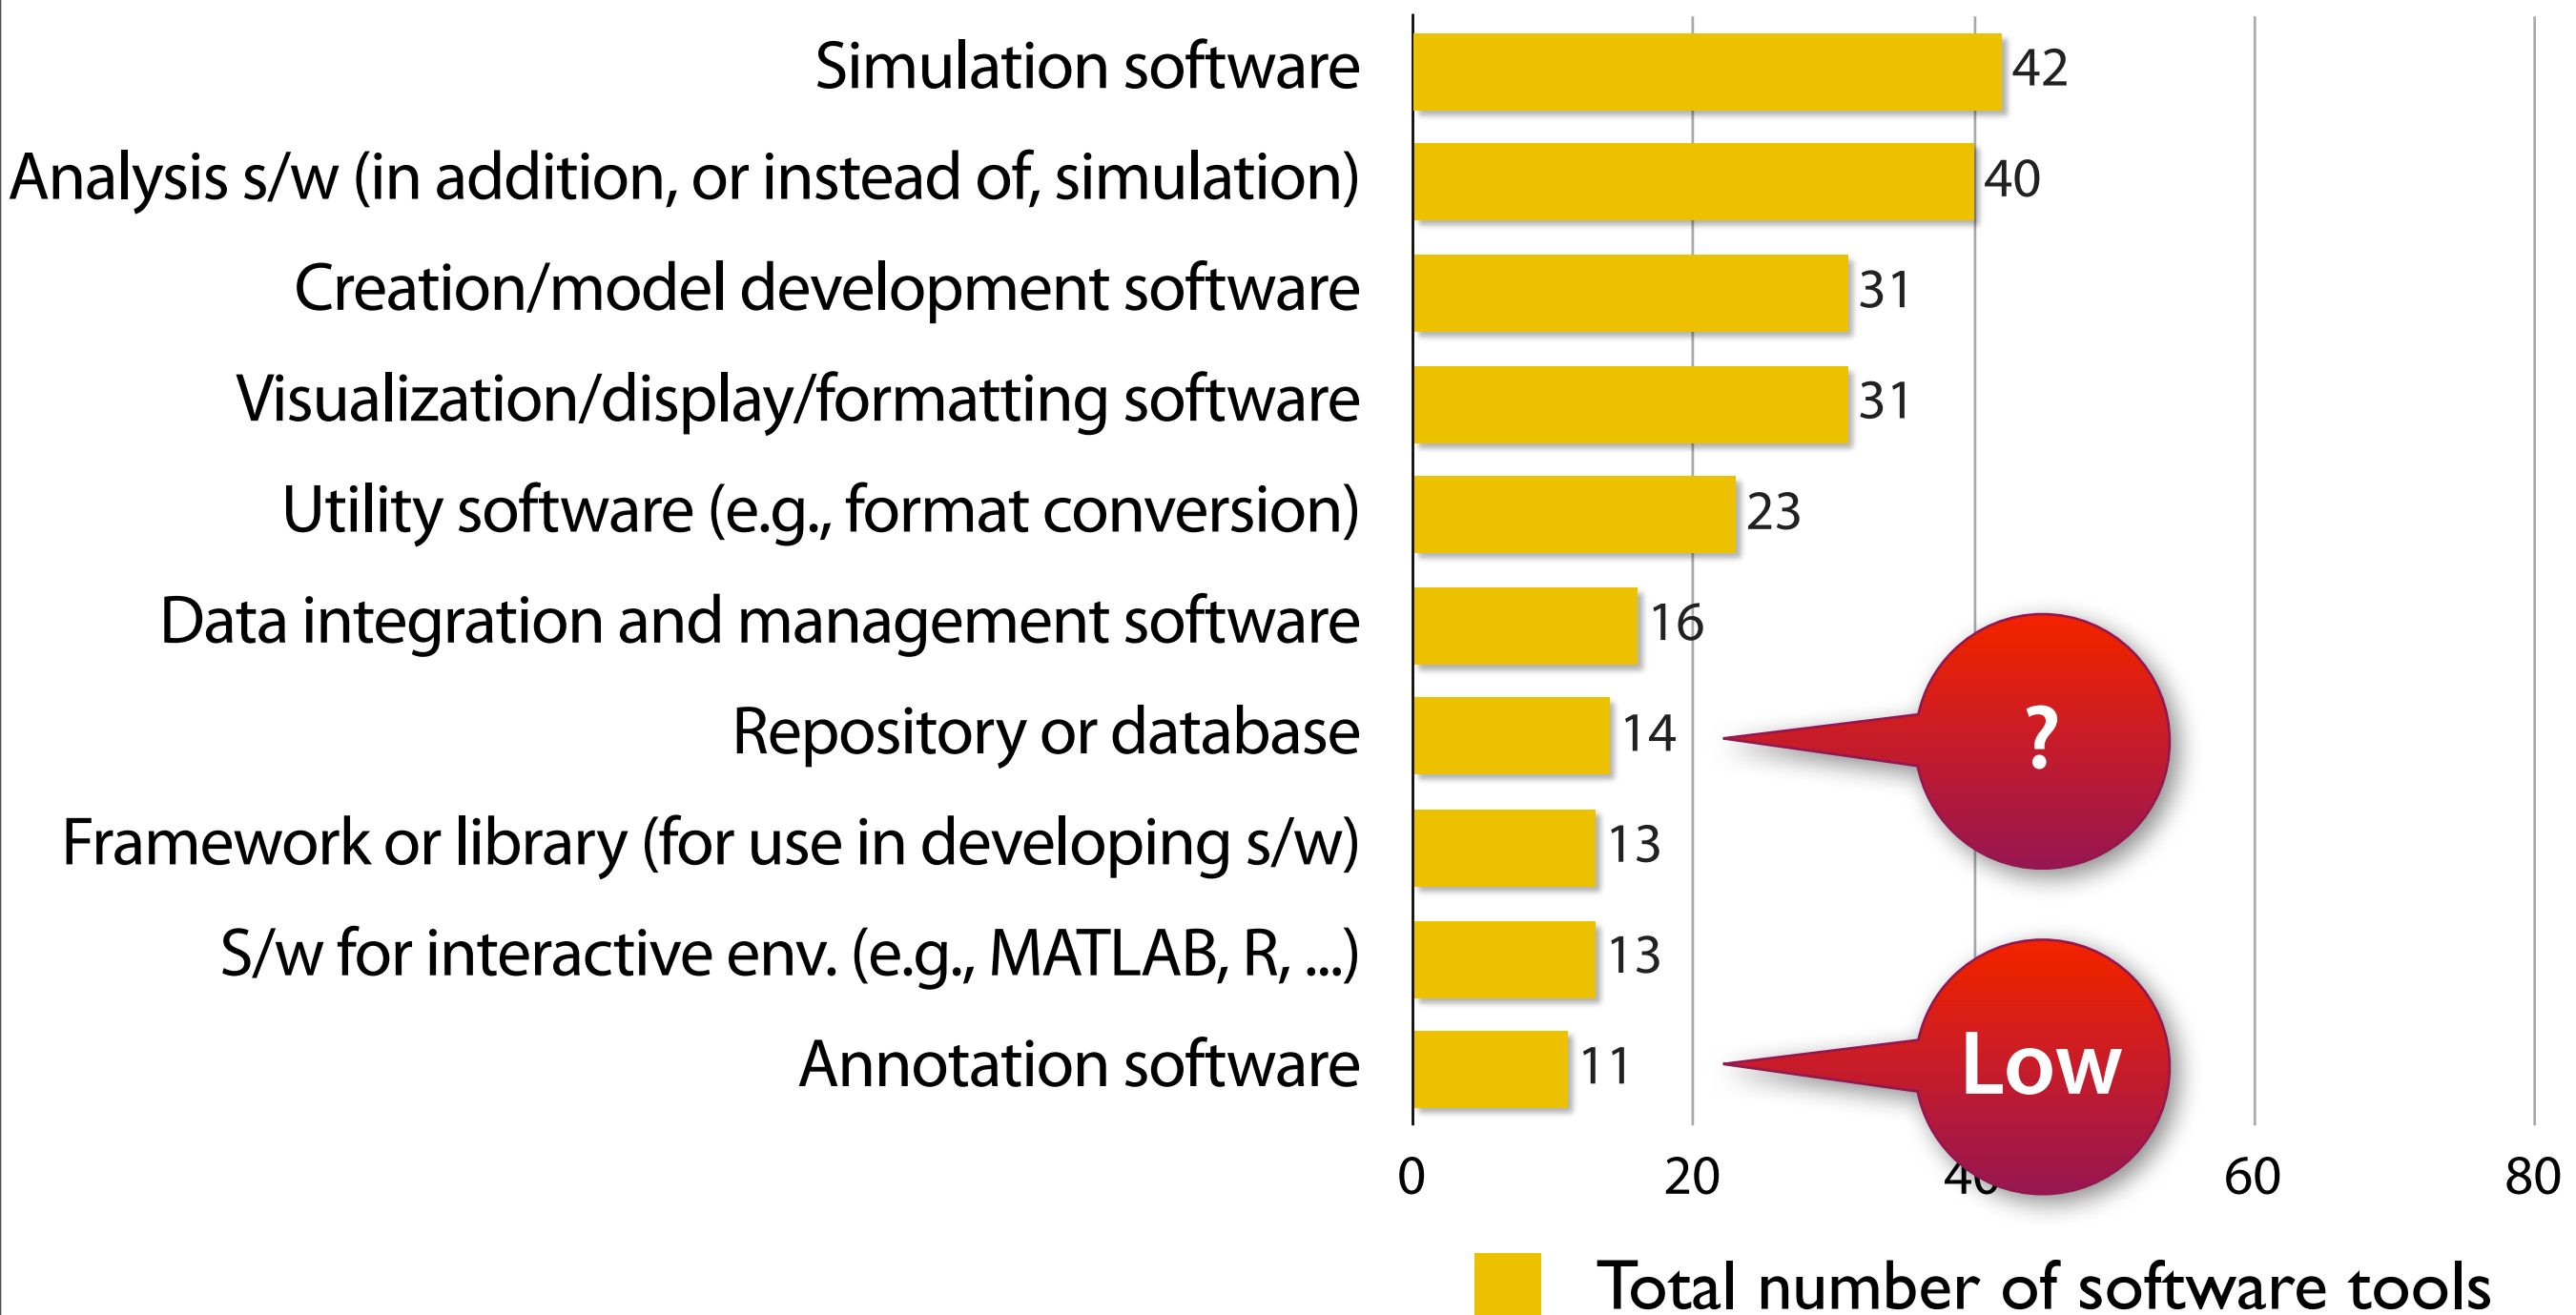 Simulation software 42
Analysis s/w (in addition, or instead of, simulation) 40
Creation/model development software 31
Visualization/display/formatting software 31
Utility software (e.g., format conversion) 23
Data integration and management software 16
Repository or database 14
?
Framework or library (for use in developing s/w) 13
S/w for interactive env. (e.g., MATLAB, R, ...) 13
Annotation software 11
Low
0 20 40 60 80
Total number of software tools